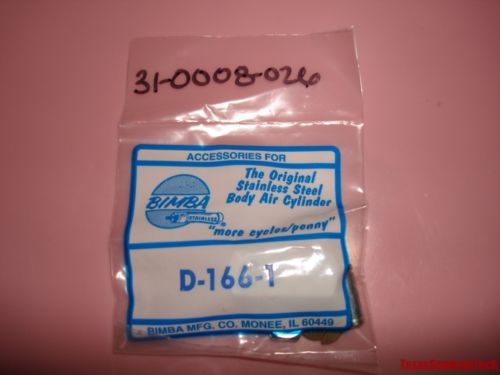 31-0008-026
ACCESSORIES FOR
The Original
Stainless Steel
Body Air Cylinder
BIMBA
STAINLESS
"more cycles/penny"
D-166-1
BIMBA MFG. CO. MONEE, IL 60449